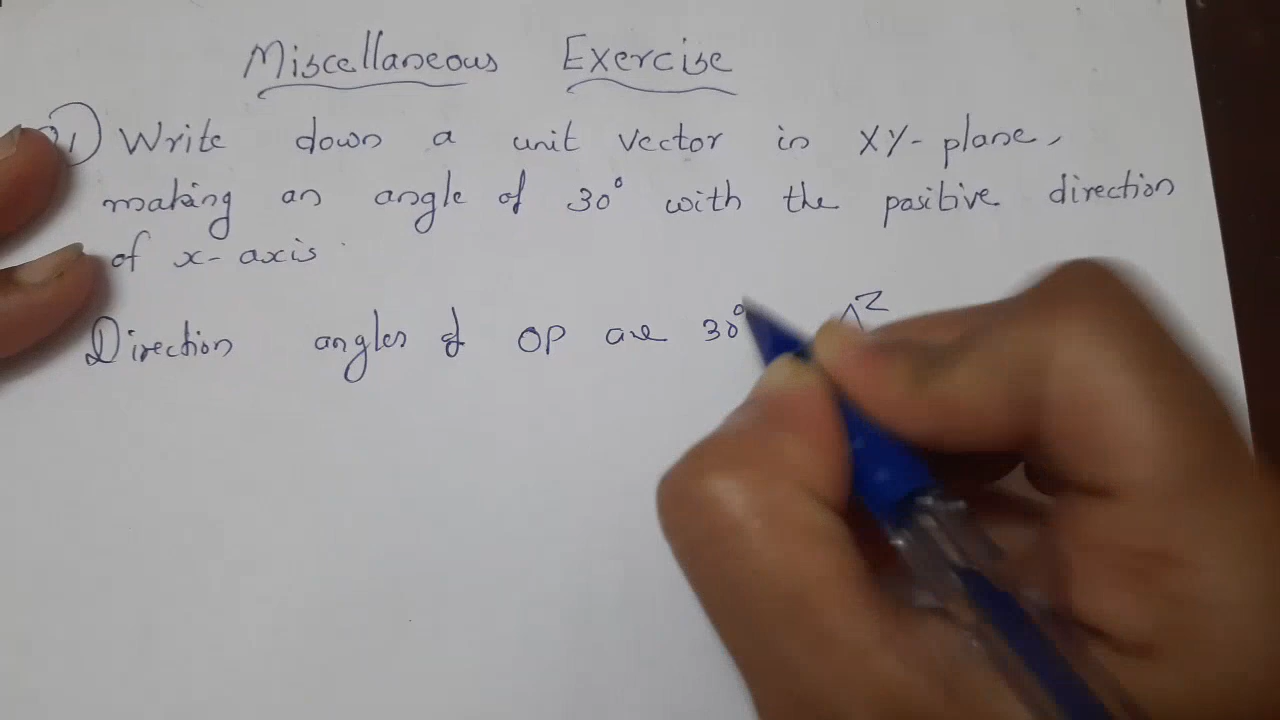 Miscellaneous Exercise
1) Write down a unit vector in XY-plane,
making an angle of 30° with the positive direction
of x-axis.
Direction angles of OP are 30°
Z